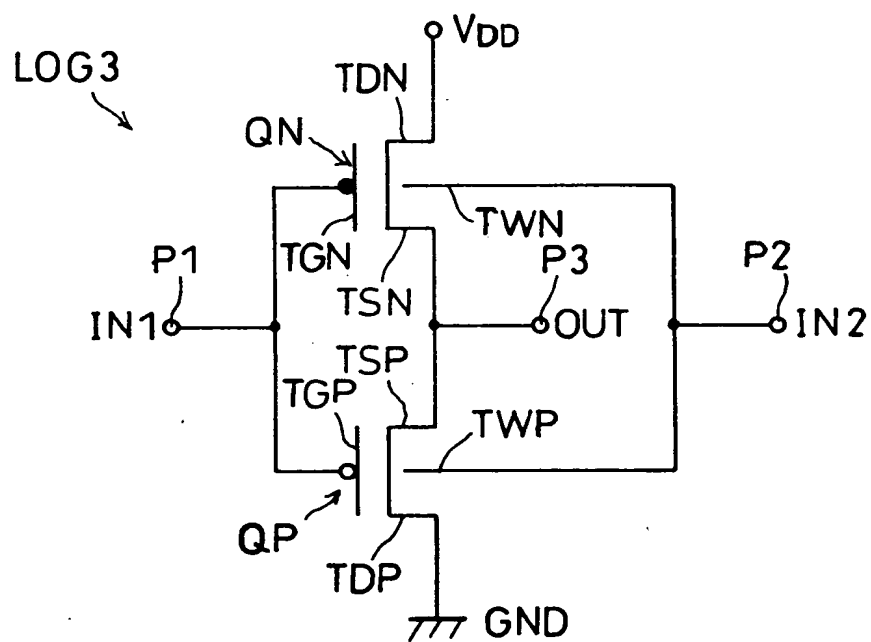 VDD
LOG3
TDN
QN
TWN
TGN
P1
P3
P2
TSN
IN1
OUT
IN2
TSP
TGP
TWP
QP
TDP
GND